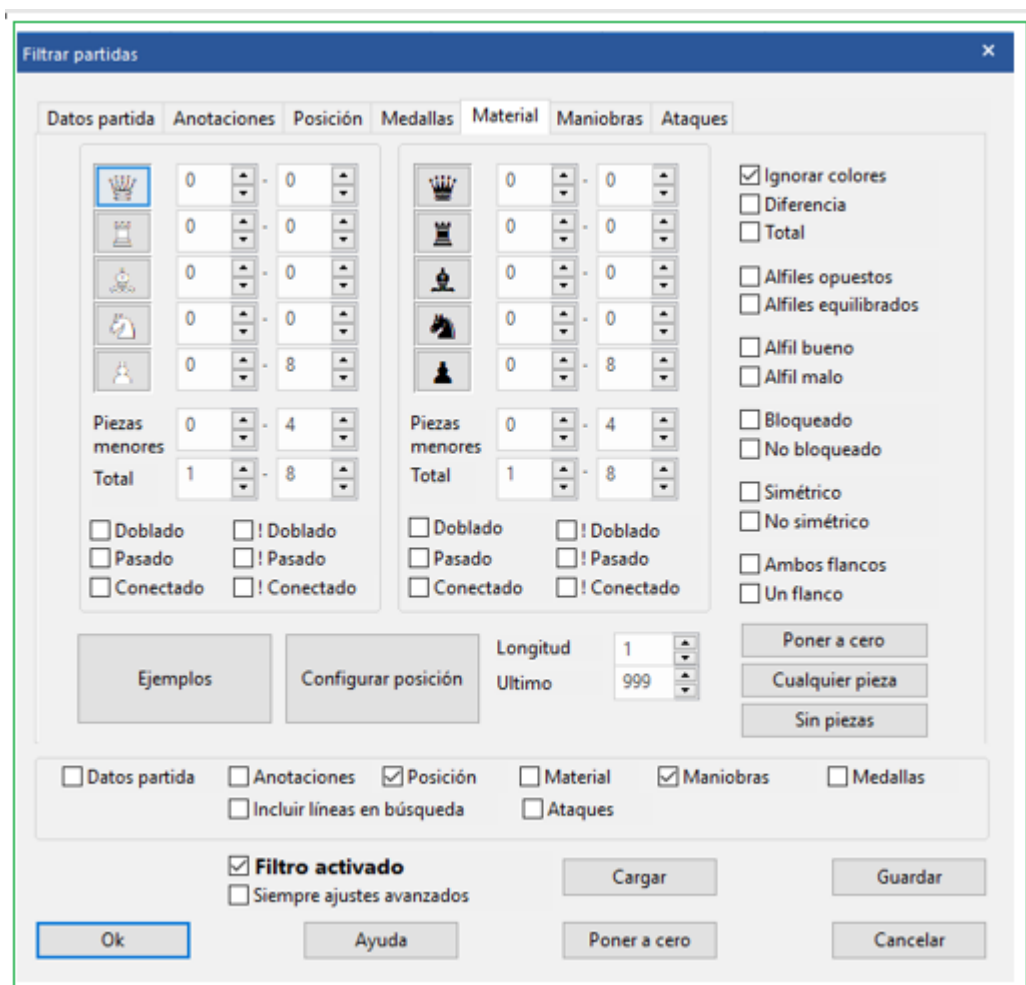 Filtrar partidas ×
Datos partida Anotaciones Posición Medallas Material Maniobras Ataques
0 - 0 0 - 0 Ignorar colores
Diferencia
0 - 0 0 - 0 Total
0 - 0 0 - 0 Alfiles opuestos
Alfiles equilibrados
0 - 0 0 - 0
Alfil bueno
0 - 8 0 - 8 Alfil malo
Piezas menores 0 - 4 Piezas menores 0 - 4 Bloqueado
No bloqueado
Total 1 - 8 Total 1 - 8
Simétrico
Doblado ! Doblado Doblado ! Doblado No simétrico
Pasado ! Pasado Pasado ! Pasado Ambos flancos
Conectado ! Conectado Conectado ! Conectado Un flanco
Ejemplos Configurar posición Longitud 1 Poner a cero
Ultimo 999 Cualquier pieza
Sin piezas
Datos partida Anotaciones Posición Material Maniobras Medallas
Incluir líneas en búsqueda Ataques
Filtro activado Cargar Guardar
Siempre ajustes avanzados
Ok Ayuda Poner a cero Cancelar